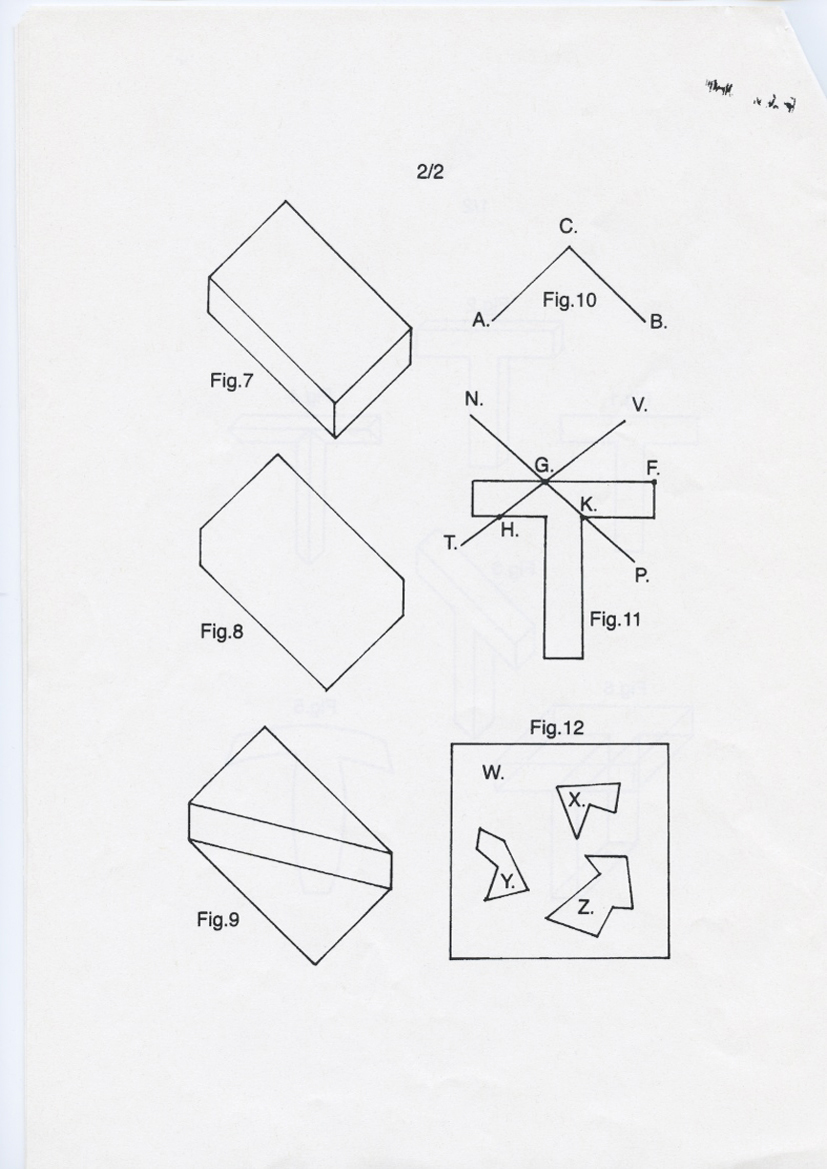 2/2
C.
A.
Fig.10
B.
Fig.7
N.
V.
G.
F.
K.
H.
T.
P.
Fig.8
Fig.11
Fig.12
W.
X.
Y.
Z.
Fig.9